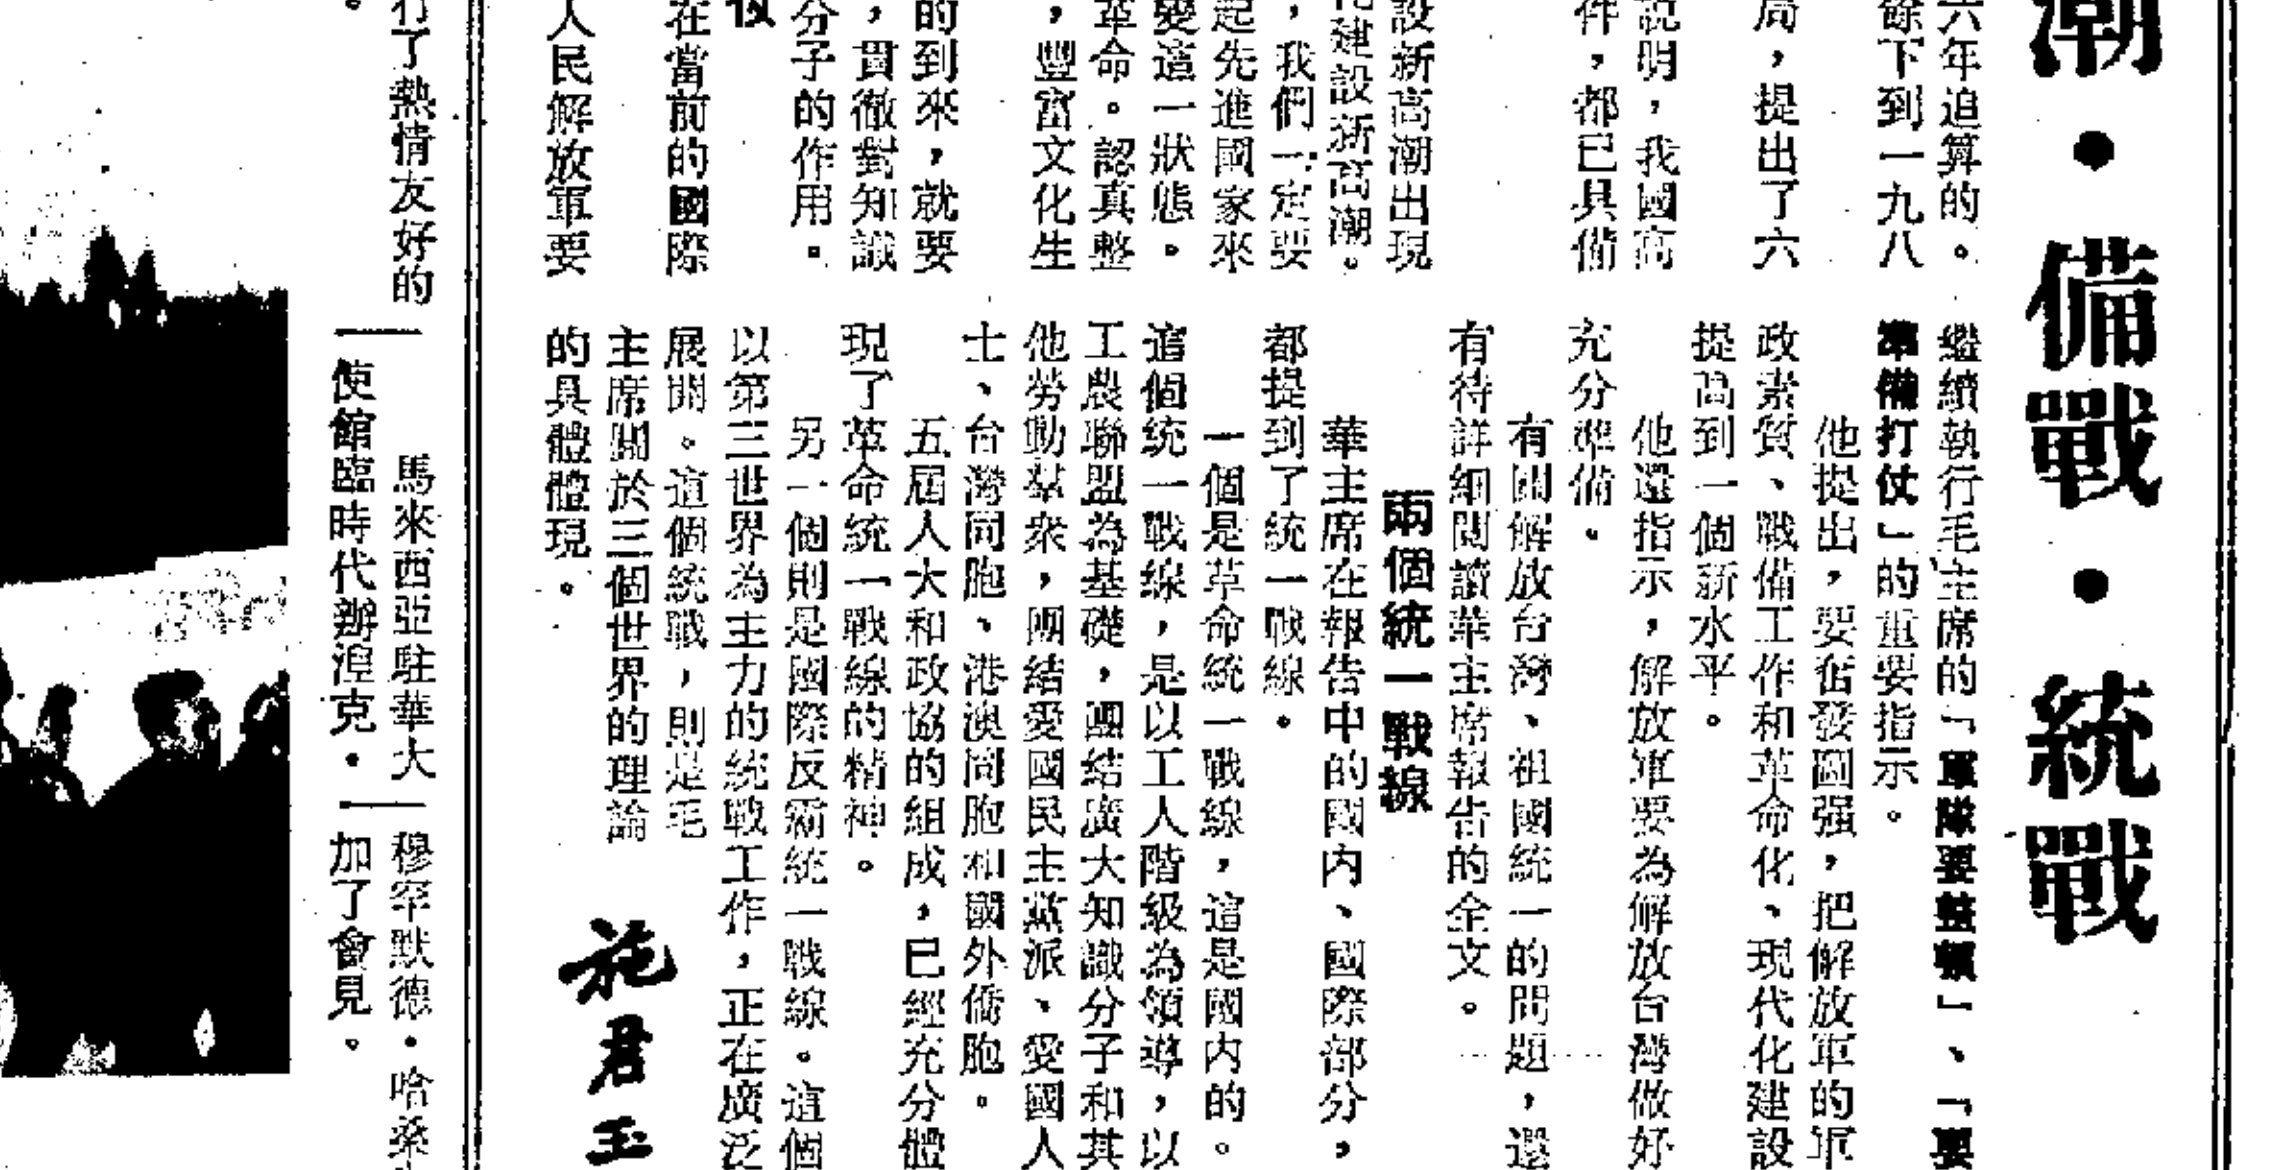 潮·備戰·統戰
六年迫算的。
餘下到一九八
局，提出了六
說明，我國高
件，都已具備
設新高潮出現
化建設新高潮。
，我們一定要
起先進國家來
變這一狀態。
革命。認真整
，豐富文化生
的到來，就要
，貫徹對知識
分子的作用。
在當前的國際
人民解放軍要
繼續執行毛主席的「軍隊要整頓」、「要
準備打仗」的重要指示。
他提出，要奮發圖强，把解放軍的軍
政素質、戰備工作和革命化、現代化建設
提高到一個新水平。
他還指示，解放軍要為解放台灣做好
充分準備。
有關解放台灣、祖國統一的問題，還
有待詳細閱讀華主席報告的全文。
兩個統一戰線
華主席在報告中的國內、國際部分，
都提到了統一戰線。
一個是革命統一戰線，這是國内的。
這個統一戰線，是以工人階級為領導，以
工農聯盟為基礎，團結廣大知識分子和其
他勞動羣衆，團結愛國民主黨派、愛國人
士、台灣同胞、港澳同胞和國外僑胞。
五屆人大和政協的組成，已經充分體
現了革命統一戰線的精神。
另一個則是國際反霸統一戰線。這個
以第三世界為主力的統戰工作，正在廣泛
展開。這個統戰，則是毛
主席關於三個世界的理論
的具體體現。
施君玉
行了熱情友好的
馬來西亞駐華大
使館臨時代辦湼克·
穆罕默德·哈桑
加了會見。